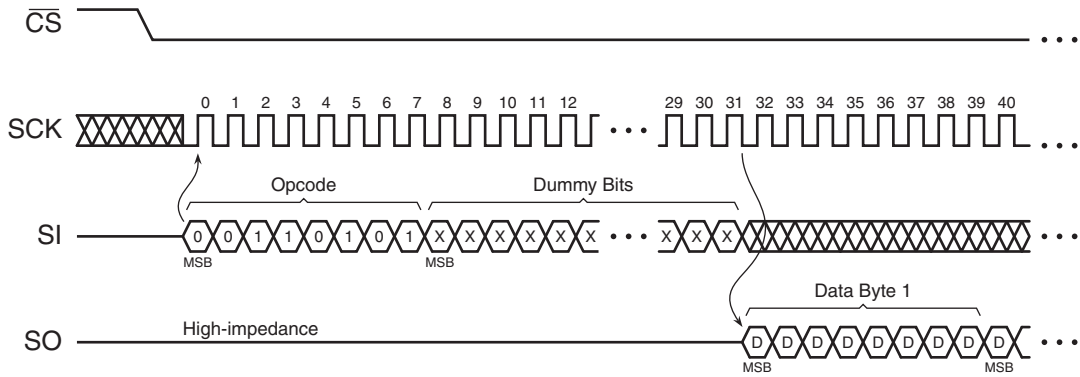 CS
0 1 2 3 4 5 6 7 8 9 10 11 12 29 30 31 32 33 34 35 36 37 38 39 40
SCK
Opcode Dummy Bits
SI 0 0 1 1 0 1 0 1 X X X X X X X X X
MSB MSB
Data Byte 1
High-impedance
SO D D D D D D D D D
MSB MSB